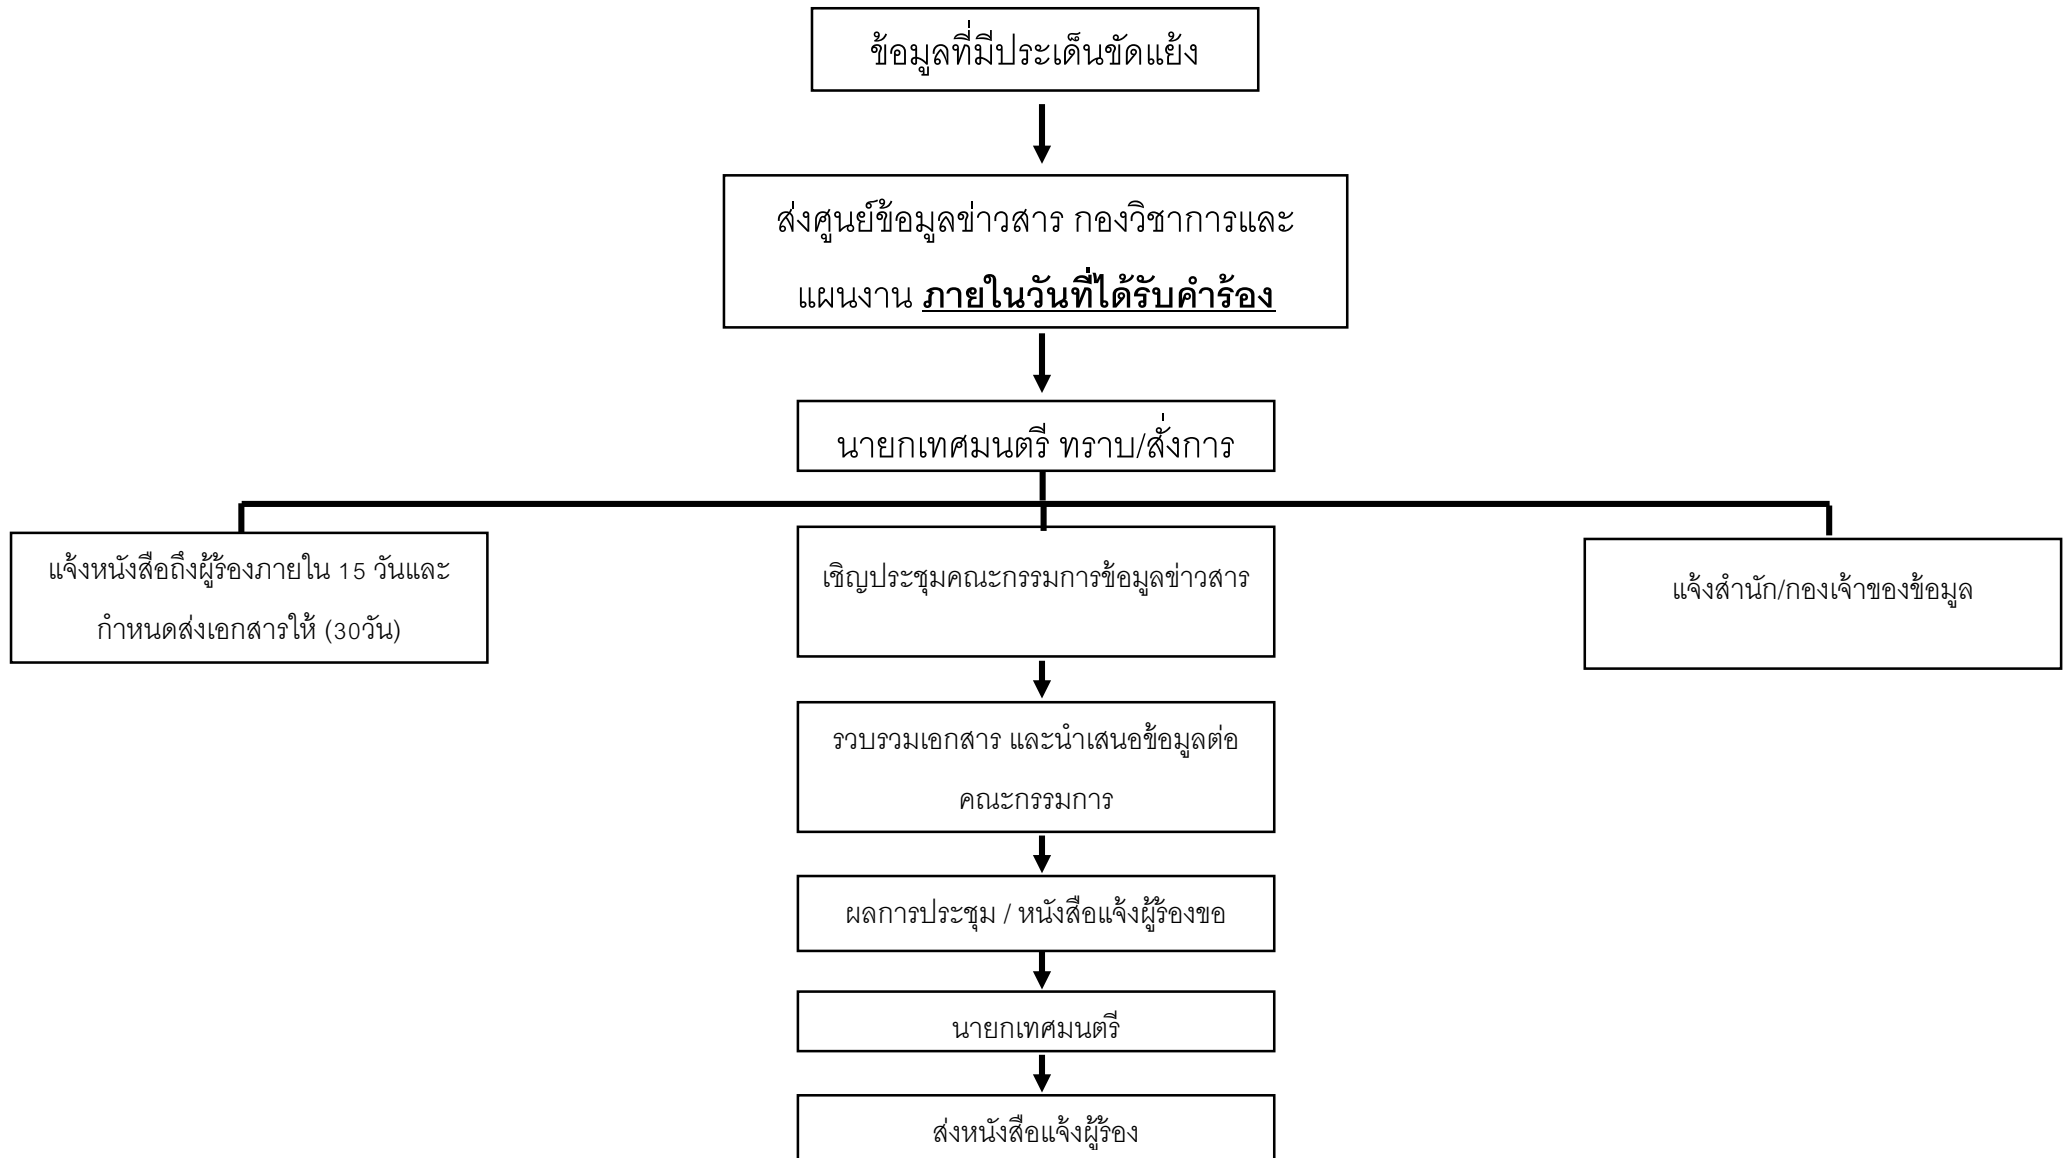 ข้อมูลที่มีประเด็นขัดแย้ง
ส่งศูนย์ข้อมูลข่าวสาร กองวิชาการและ
แผนงาน ภายในวันที่ได้รับคำร้อง
นายกเทศมนตรี ทราบ/สั่งการ
แจ้งหนังสือถึงผู้ร้องภายใน 15 วันและ
กำหนดส่งเอกสารให้ (30วัน)
เชิญประชุมคณะกรรมการข้อมูลข่าวสาร
แจ้งสำนัก/กองเจ้าของข้อมูล
รวบรวมเอกสาร และนำเสนอข้อมูลต่อ
คณะกรรมการ
ผลการประชุม / หนังสือแจ้งผู้ร้องขอ
นายกเทศมนตรี
ส่งหนังสือแจ้งผู้ร้อง